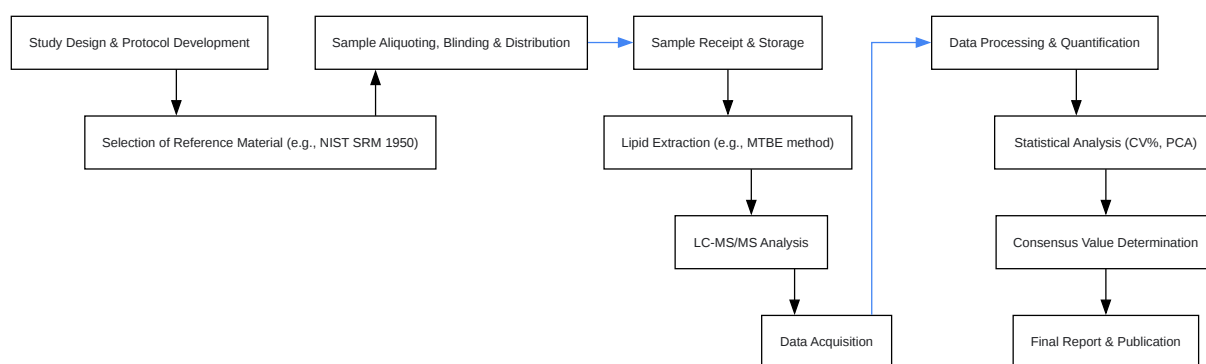 Study Design & Protocol Development
Selection of Reference Material (e.g., NIST SRM 1950)
Sample Aliquoting, Blinding & Distribution
Sample Receipt & Storage
Lipid Extraction (e.g., MTBE method)
LC-MS/MS Analysis
Data Acquisition
Data Processing & Quantification
Statistical Analysis (CV%, PCA)
Consensus Value Determination
Final Report & Publication